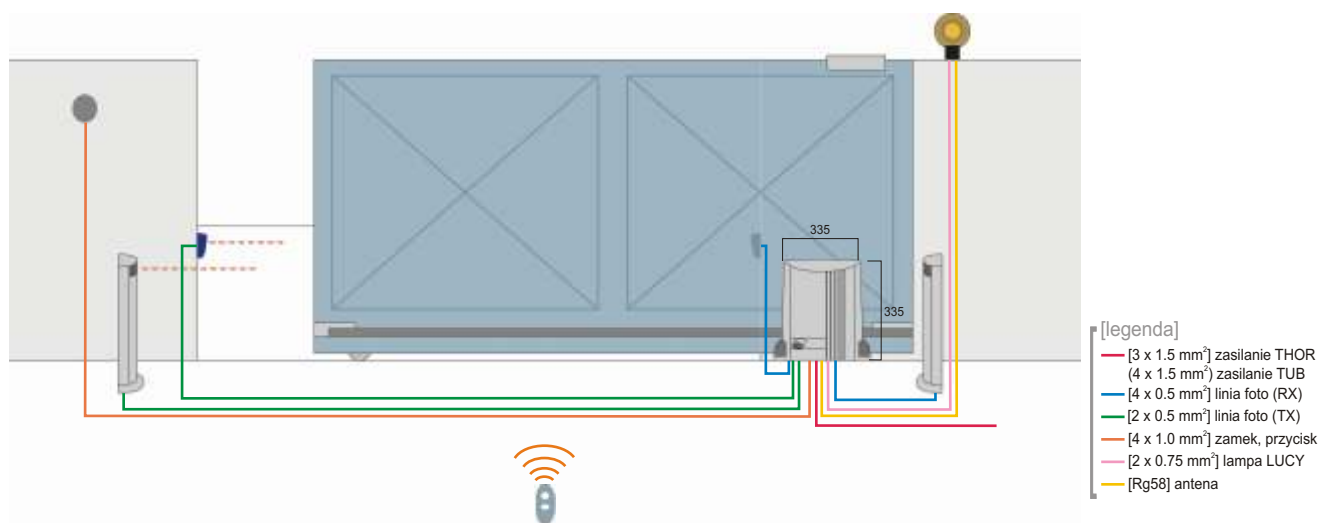 335
335
[legenda]
[3 x 1.5 mm²] zasilanie THOR
(4 x 1.5 mm²) zasilanie TUB
[4 x 0.5 mm²] linia foto (RX)
[2 x 0.5 mm²] linia foto (TX)
[4 x 1.0 mm²] zamek, przycisk
[2 x 0.75 mm²] lampa LUCY
[Rg58] antena